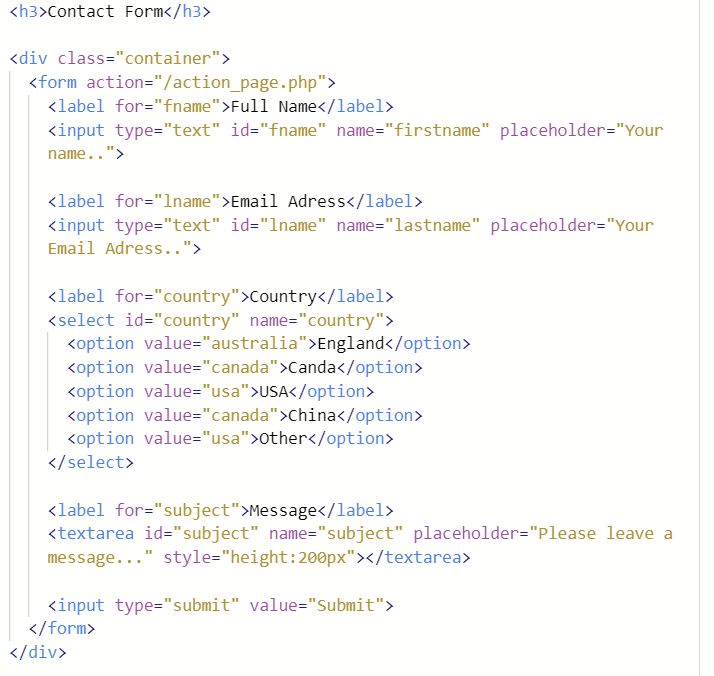 <h3>Contact Form</h3>
<div class="container">
<form action="/action_page.php">
<label for="fname">Full Name</label>
<input type="text" id="fname" name="firstname" placeholder="Your
name..">
<label for="lname">Email Adress</label>
<input type="text" id="lname" name="lastname" placeholder="Your
Email Adress..">
<label for="country">Country</label>
<select id="country" name="country">
<option value="australia">England</option>
<option value="canada">Canda</option>
<option value="usa">USA</option>
<option value="canada">China</option>
<option value="usa">Other</option>
</select>
<label for="subject">Message</label>
<textarea id="subject" name="subject" placeholder="Please leave a
message..." style="height:200px"></textarea>
<input type="submit" value="Submit">
</form>
</div>